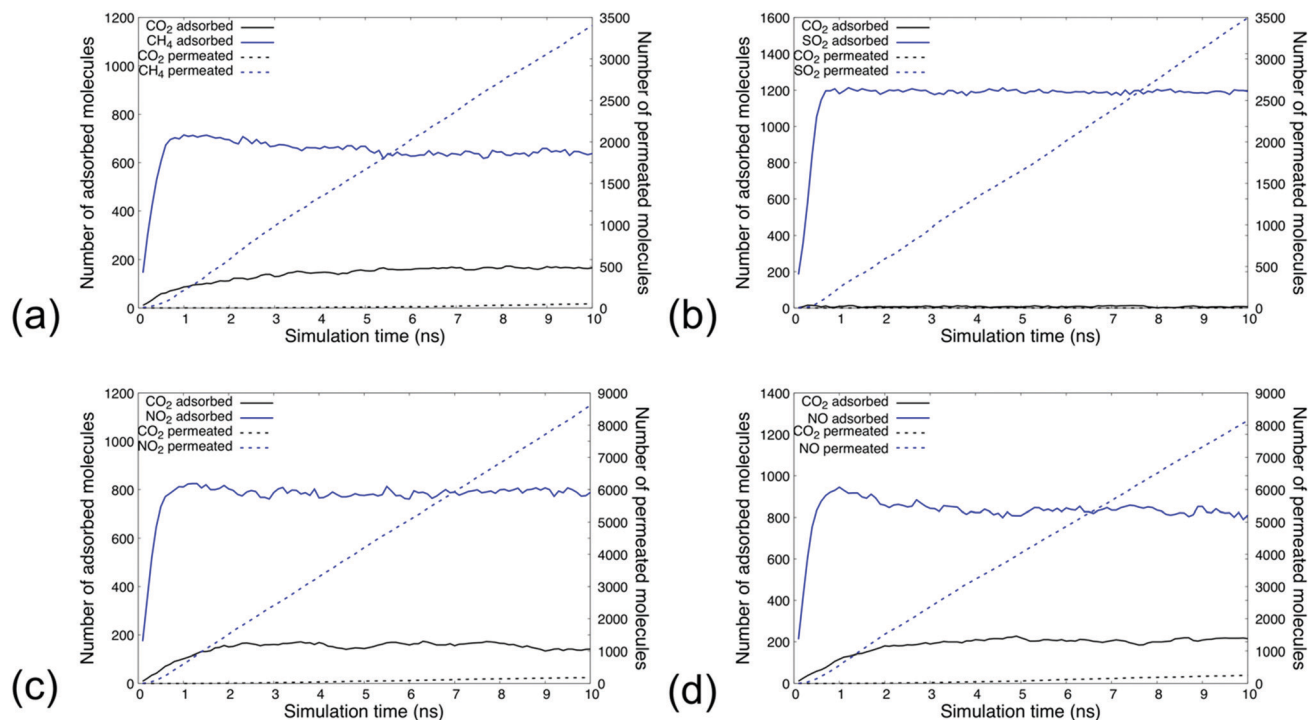 1200
1000
800
600
400
200
0
Number of adsorbed molecules
CO2 adsorbed
CH4 adsorbed
CO2 permeated
CH4 permeated
3500
3000
2500
2000
1500
1000
500
0
Number of permeated molecules
0 1 2 3 4 5 6 7 8 9 10
Simulation time (ns)
(a)
1600
1400
1200
1000
800
600
400
200
0
Number of adsorbed molecules
CO2 adsorbed
SO2 adsorbed
CO2 permeated
SO2 permeated
3500
3000
2500
2000
1500
1000
500
0
Number of permeated molecules
0 1 2 3 4 5 6 7 8 9 10
Simulation time (ns)
(b)
1200
1000
800
600
400
200
0
Number of adsorbed molecules
CO2 adsorbed
NO2 adsorbed
CO2 permeated
NO2 permeated
9000
8000
7000
6000
5000
4000
3000
2000
1000
0
Number of permeated molecules
0 1 2 3 4 5 6 7 8 9 10
Simulation time (ns)
(c)
1400
1200
1000
800
600
400
200
0
Number of adsorbed molecules
CO2 adsorbed
NO adsorbed
CO2 permeated
NO permeated
9000
8000
7000
6000
5000
4000
3000
2000
1000
0
Number of permeated molecules
0 1 2 3 4 5 6 7 8 9 10
Simulation time (ns)
(d)